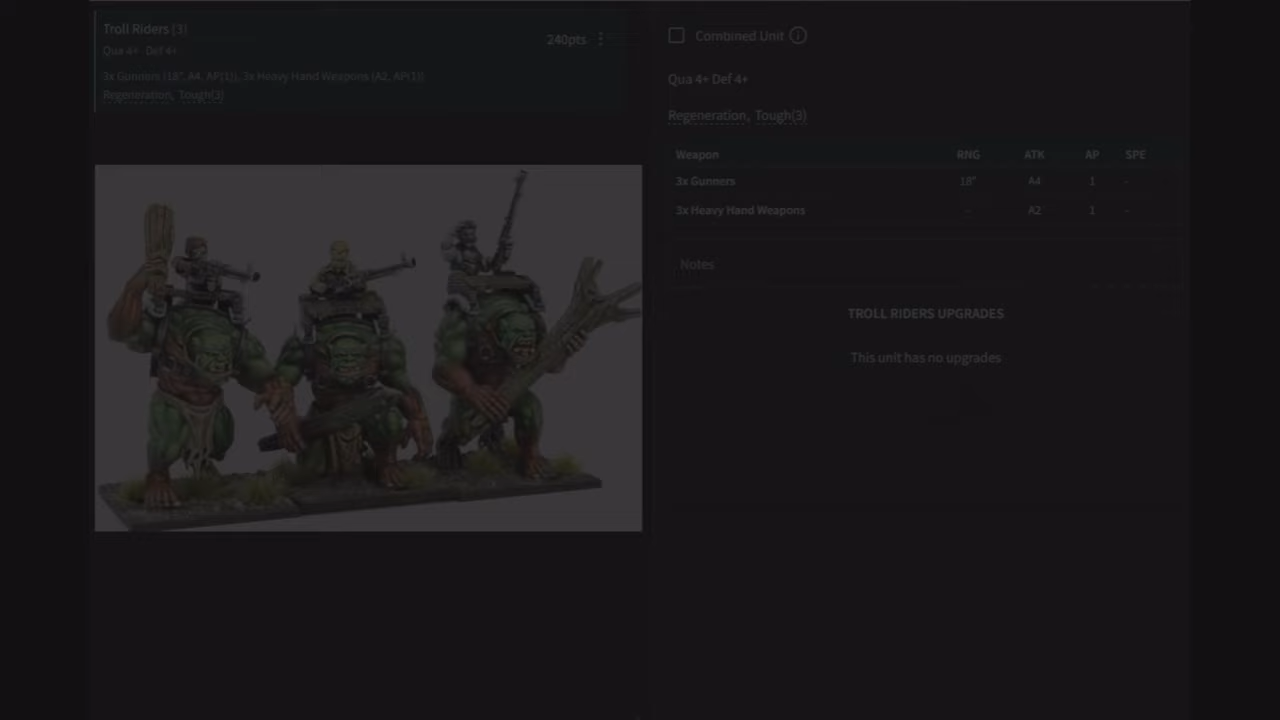 Troll Riders (3)
240pts
Qua 4+ Def 4+
3x Gunners (18", A4, AP(1)), 3x Heavy Hand Weapons (A2, AP(1))
Regeneration, Tough(3)
Combined Unit
Qua 4+ Def 4+
Regeneration, Tough(3)
Weapon RNG ATK AP SPE
3x Gunners 18" A4 1 -
3x Heavy Hand Weapons - A2 1 -
Notes
TROLL RIDERS UPGRADES
This unit has no upgrades